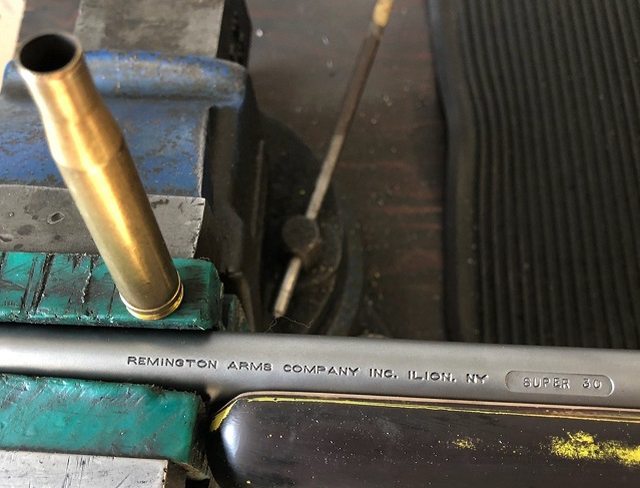 REMINGTON ARMS COMPANY INC. ILION, NY SUPER 30